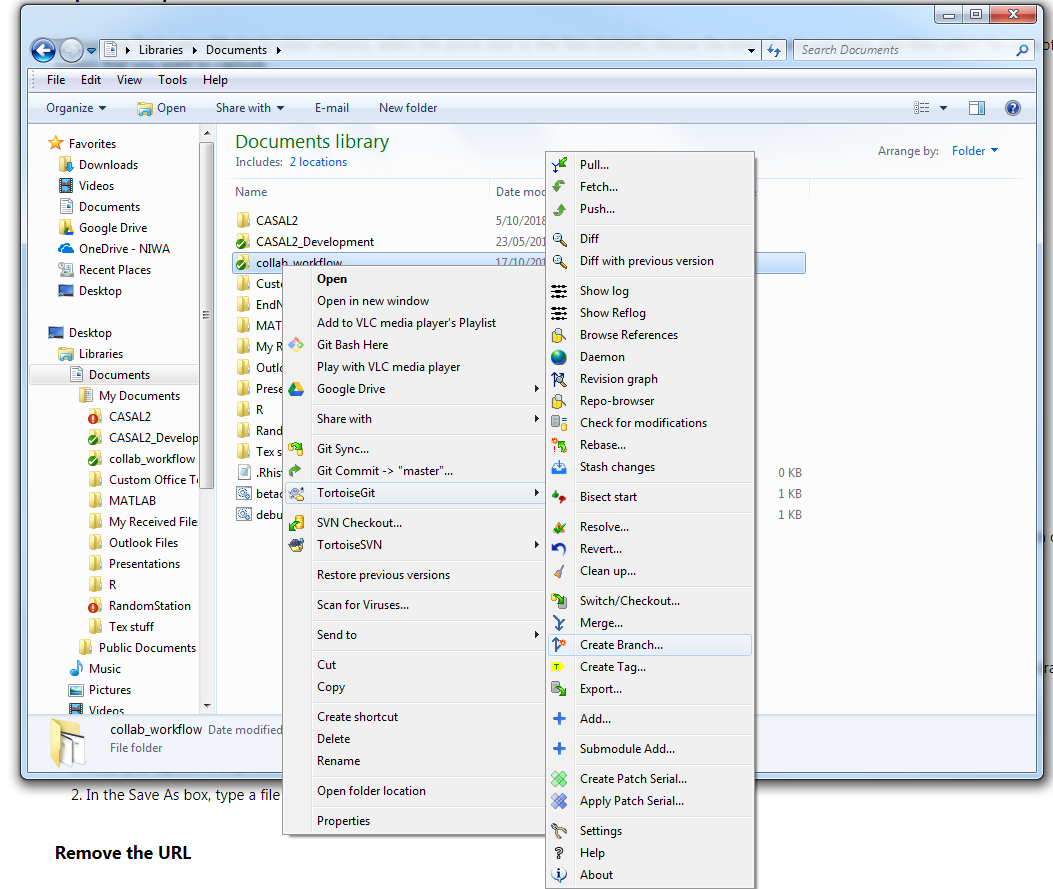 Libraries Documents
Search Documents
File Edit View Tools Help
Organize Open Share with E-mail New folder
Favorites
Downloads
Videos
Documents
Google Drive
OneDrive - NIWA
Recent Places
Desktop
Desktop
Libraries
Documents
My Documents
CASAL2
CASAL2_Develop
collab_workflow
Custom Office T
MATLAB
My Received File
Outlook Files
Presentations
R
RandomStation
Tex stuff
Public Documents
Music
Pictures
Videos
Documents library
Includes: 2 locations
Arrange by: Folder
Name Date mod
CASAL2 5/10/2018
CASAL2_Development 23/05/201
collab_workflow 17/10/201
Custo
EndN
MAT
My R
Outlo
Prese
R
Rand
Tex s
.Rhis 0 KB
betad 1 KB
debu 1 KB
Open
Open in new window
Add to VLC media player's Playlist
Git Bash Here
Play with VLC media player
Google Drive
Share with
Git Sync...
Git Commit -> "master"...
TortoiseGit
SVN Checkout...
TortoiseSVN
Restore previous versions
Scan for Viruses...
Send to
Cut
Copy
Create shortcut
Delete
Rename
Open folder location
Properties
Pull...
Fetch...
Push...
Diff
Diff with previous version
Show log
Show Reflog
Browse References
Daemon
Revision graph
Repo-browser
Check for modifications
Rebase...
Stash changes
Bisect start
Resolve...
Revert...
Clean up...
Switch/Checkout...
Merge...
Create Branch...
Create Tag...
Export...
Add...
Submodule Add...
Create Patch Serial...
Apply Patch Serial...
Settings
Help
About
collab_workflow Date modified
File folder
2. In the Save As box, type a file
Remove the URL